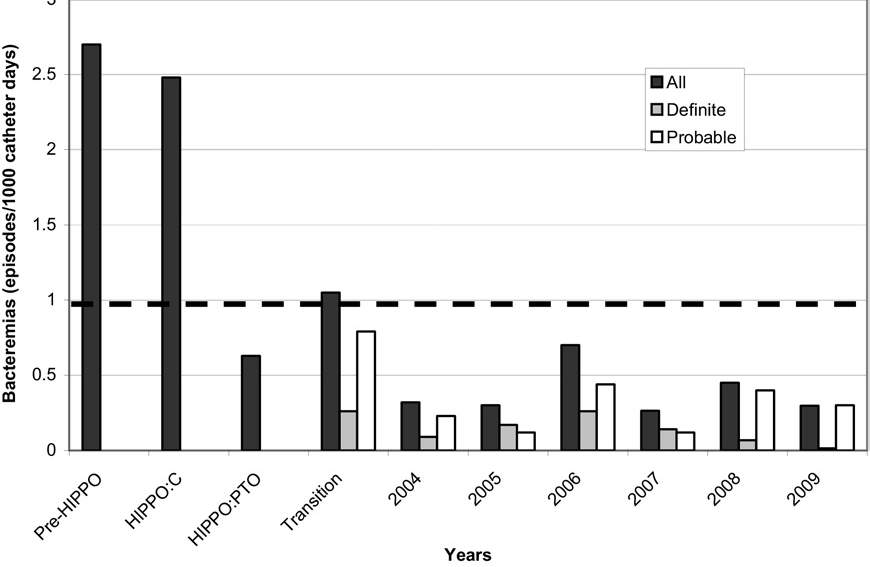 3
2.5
2
1.5
1
0.5
0
Bacteremias (episodes/1000 catheter days)
All
Definite
Probable
Pre-HIPPO
HIPPO:C
HIPPO:PTO
Transition
2004
2005
2006
2007
2008
2009
Years